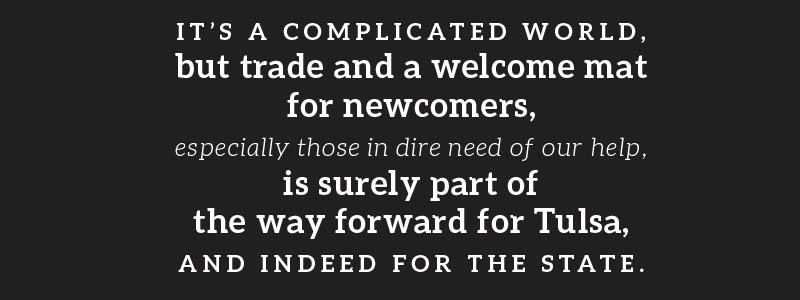 IT’S A COMPLICATED WORLD,
but trade and a welcome mat
for newcomers,
especially those in dire need of our help,
is surely part of
the way forward for Tulsa,
AND INDEED FOR THE STATE.